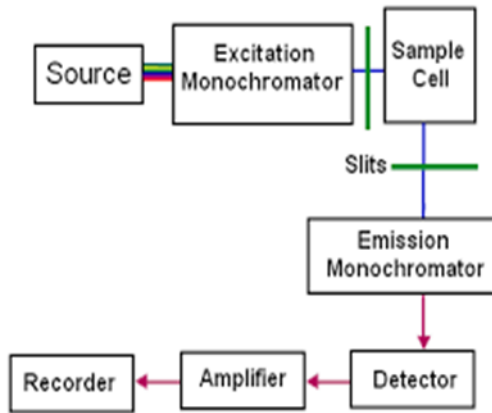 Source
Excitation
Monochromator
Sample
Cell
Slits
Emission
Monochromator
Recorder
Amplifier
Detector